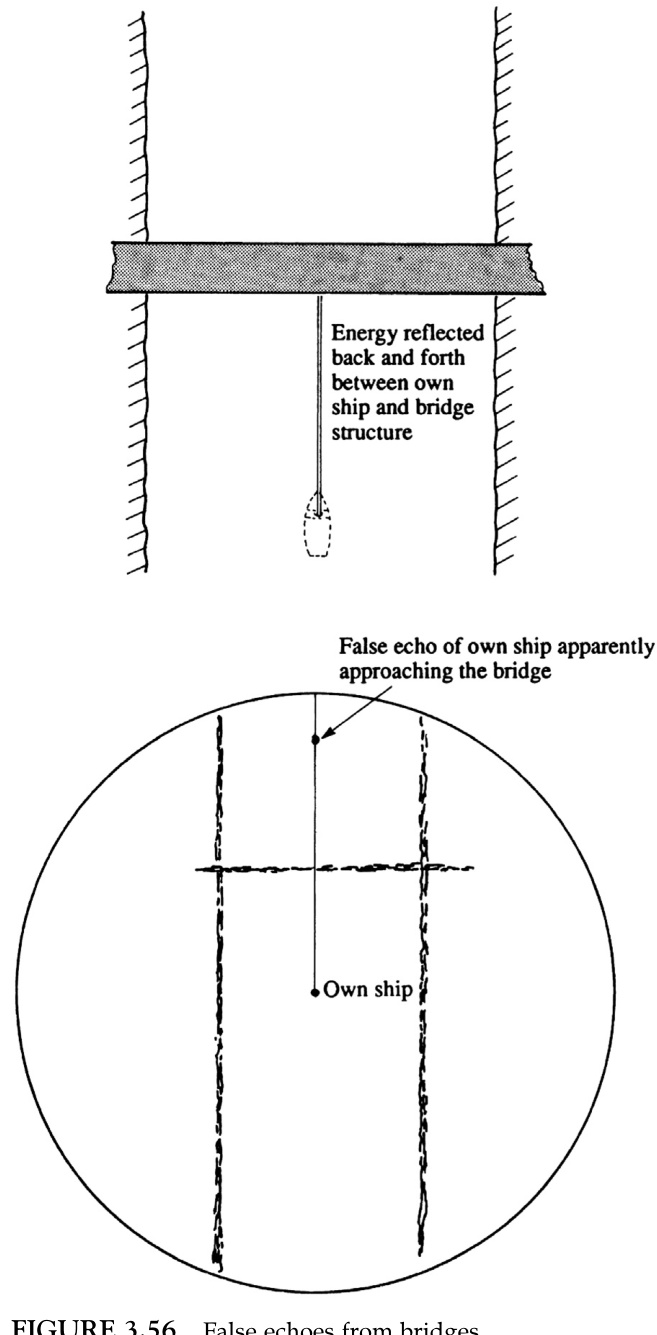 Energy reflected
back and forth
between own
ship and bridge
structure
False echo of own ship apparently
approaching the bridge
Own ship
FIGURE 3.56 False echoes from bridges